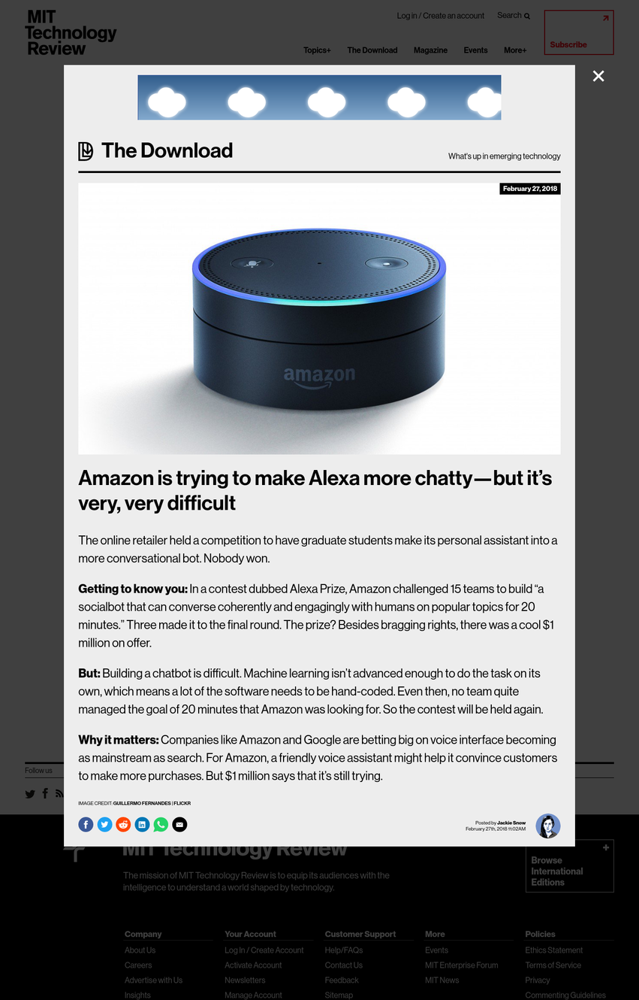 MIT
Technology
Review
Log in / Create an account
Search
Topics+
The Download
Magazine
Events
More+
Subscribe
The Download
What's up in emerging technology
February 27, 2018
amazon
Amazon is trying to make Alexa more chatty—but it’s
very, very difficult
The online retailer held a competition to have graduate students make its personal assistant into a
more conversational bot. Nobody won.
Getting to know you: In a contest dubbed Alexa Prize, Amazon challenged 15 teams to build “a
socialbot that can converse coherently and engagingly with humans on popular topics for 20
minutes.” Three made it to the final round. The prize? Besides bragging rights, there was a cool $1
million on offer.
But: Building a chatbot is difficult. Machine learning isn’t advanced enough to do the task on its
own, which means a lot of the software needs to be hand-coded. Even then, no team quite
managed the goal of 20 minutes that Amazon was looking for. So the contest will be held again.
Why it matters: Companies like Amazon and Google are betting big on voice interface becoming
as mainstream as search. For Amazon, a friendly voice assistant might help it convince customers
to make more purchases. But $1 million says that it’s still trying.
IMAGE CREDIT: GUILLERMO FERNANDES | FLICKR
Posted by Jackie Snow
February 27th, 2018 11:02AM
Follow us
MIT Technology Review
The mission of MIT Technology Review is to equip its audiences with the
intelligence to understand a world shaped by technology.
Browse
International
Editions
Company
About Us
Careers
Advertise with Us
Insights
Your Account
Log In / Create Account
Activate Account
Newsletters
Manage Account
Customer Support
Help/FAQs
Contact Us
Feedback
Sitemap
More
Events
MIT Enterprise Forum
MIT News
Policies
Ethics Statement
Terms of Service
Privacy
Commenting Guidelines